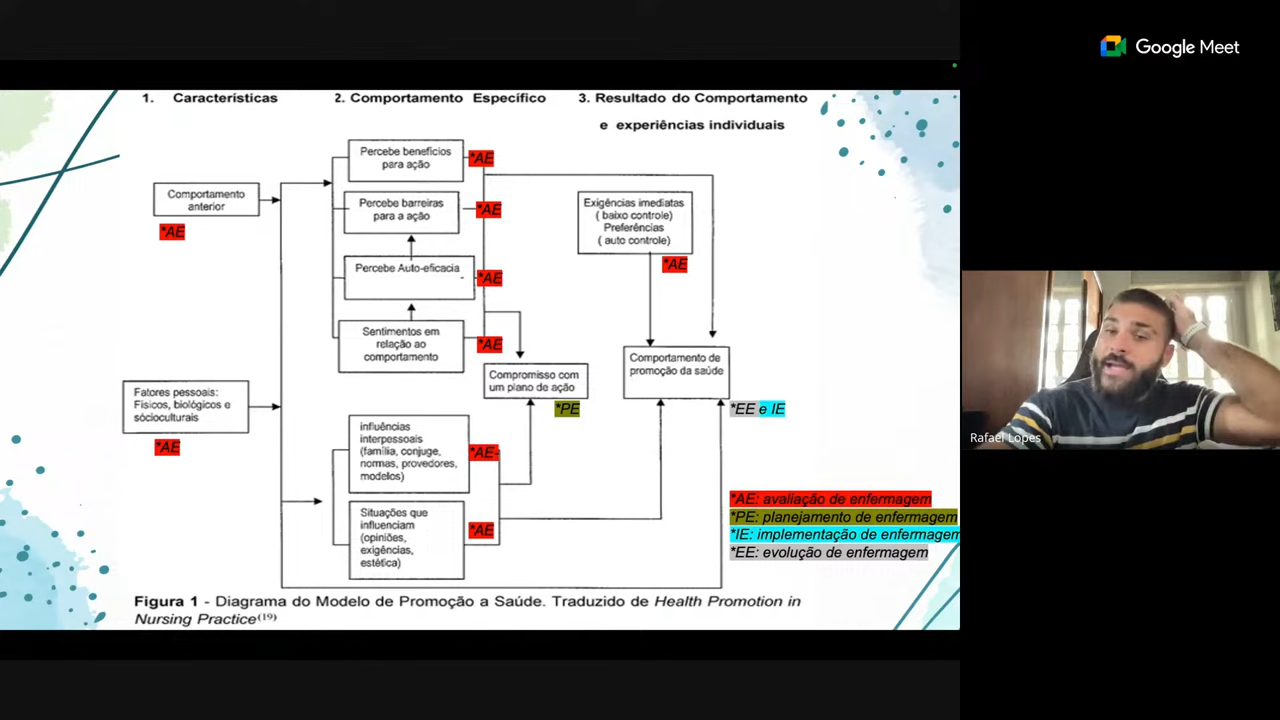 Google Meet
1. Características
2. Comportamento Específico
3. Resultado do Comportamento
e experiências individuais
Comportamento
anterior
*AE
Fatores pessoais:
Físicos, biológicos e
sócioculturais
*AE
Percebe benefícios
para ação
*AE
Percebe barreiras
para a ação
*AE
Percebe Auto-eficacia
*AE
Sentimentos em
relação ao
comportamento
*AE
Compromisso com
um plano de ação
*PE
influências
interpessoais
(família, conjuge,
normas, provedores,
modelos)
*AE
Situações que
influenciam
(opiniões,
exigências,
estética)
*AE
Exigências imediatas
( baixo controle)
Preferências
( auto controle)
*AE
Comportamento de
promoção da saúde
*EE e IE
*AE: avaliação de enfermagem
*PE: planejamento de enfermagem
*IE: implementação de enfermagem
*EE: evolução de enfermagem
Figura 1 - Diagrama do Modelo de Promoção a Saúde. Traduzido de Health Promotion in
Nursing Practice(19)
Rafael Lopes